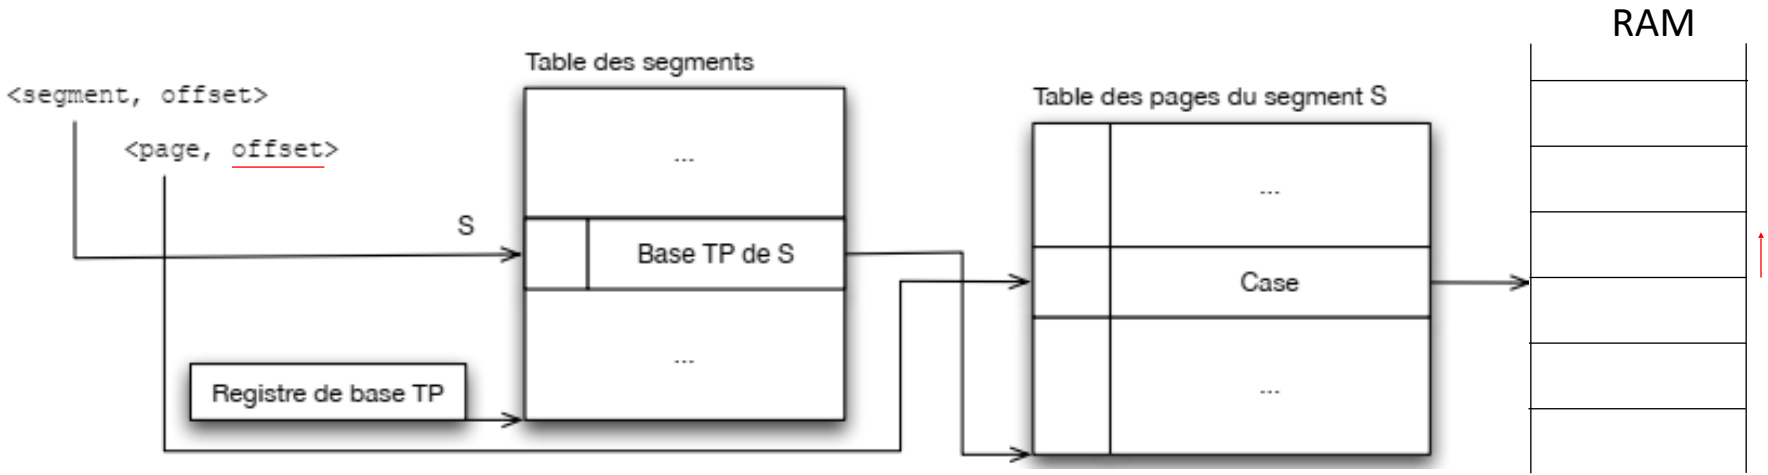 RAM
Table des segments
<segment, offset>
Table des pages du segment S
<page, offset>
...
...
S
Base TP de S
Case
...
Registre de base TP
...